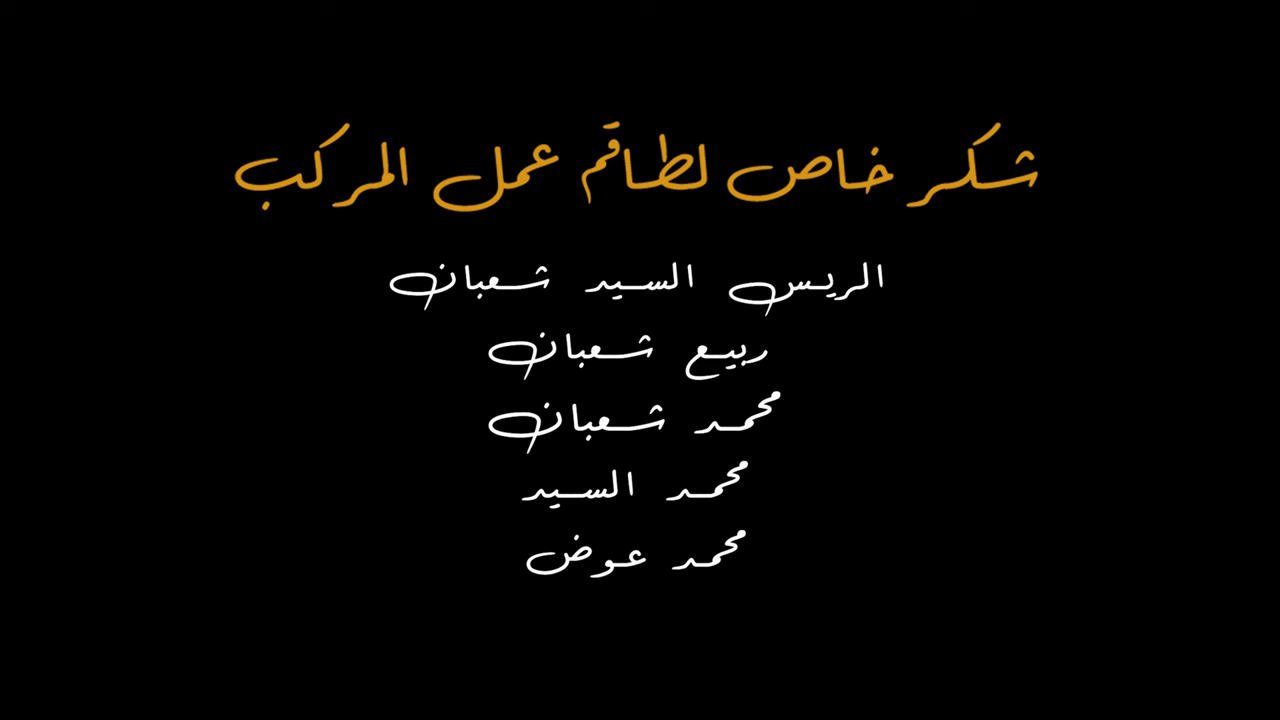 شكر خاص لطاقم عمل المركب
الريس السيد شعبان
ربيع شعبان
محمد شعبان
محمد السيد
محمد عوض